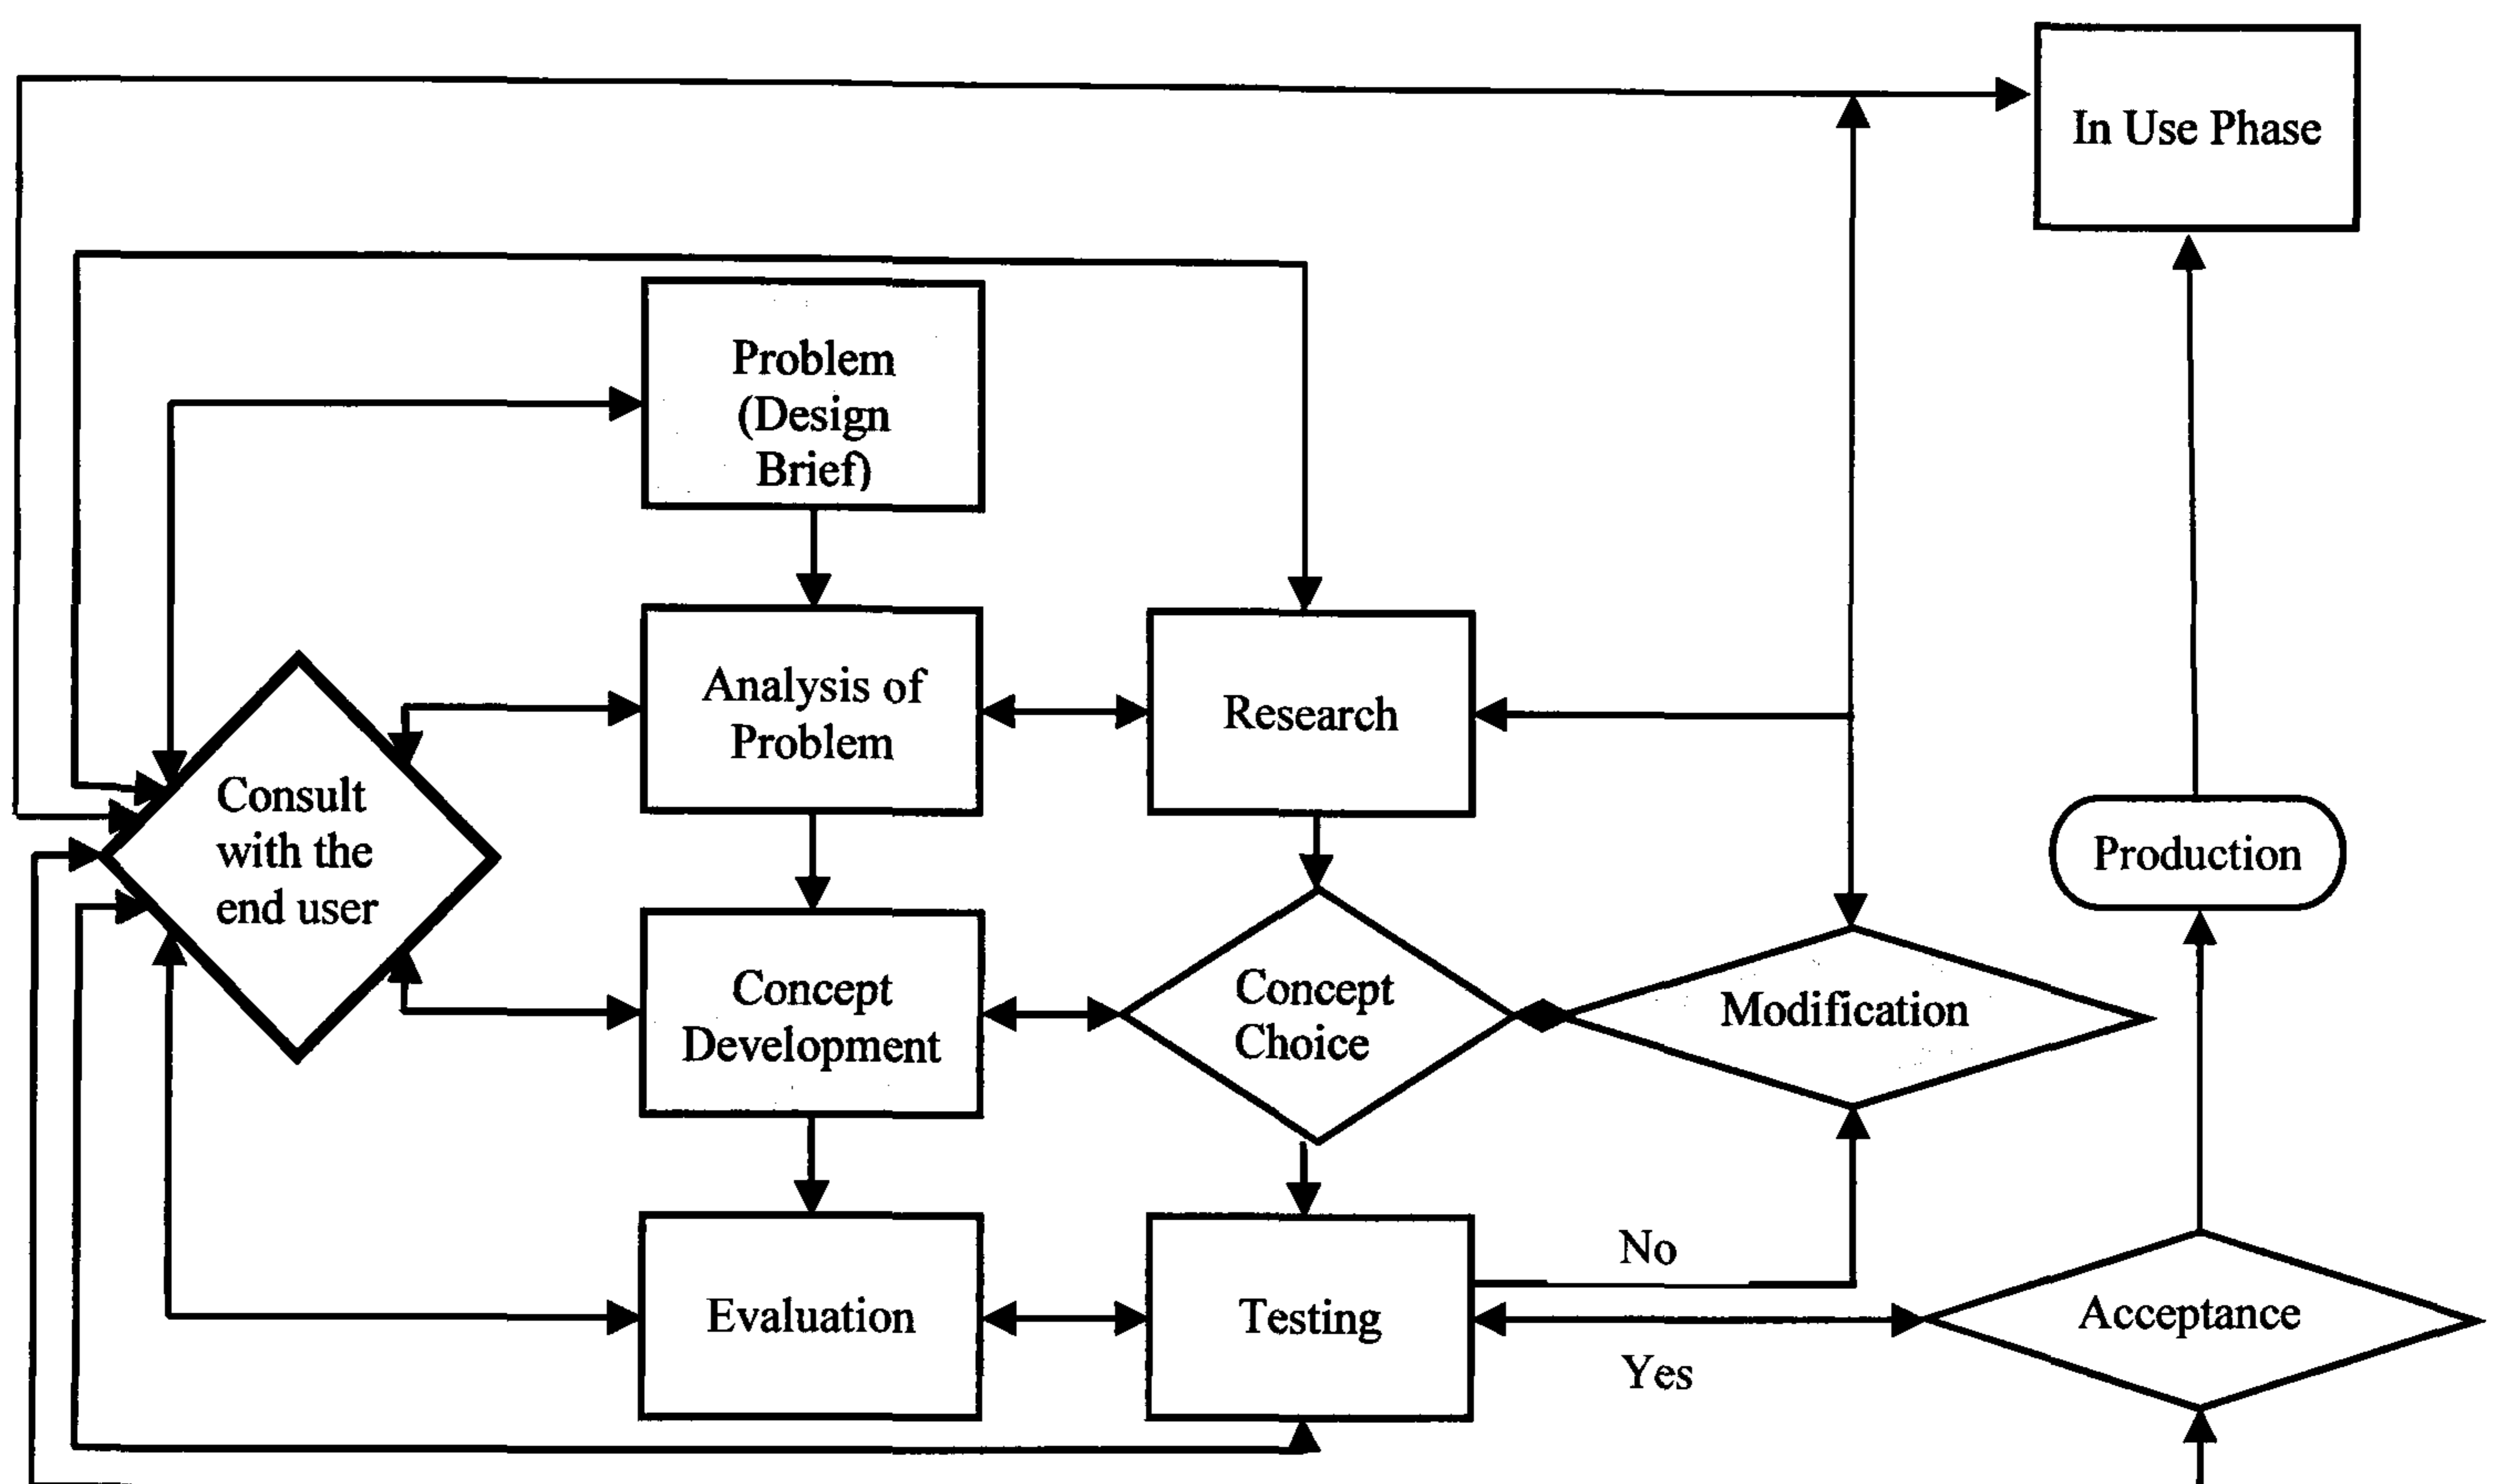 In Use Phase
Problem
(Design
Brief)
Analysis of
Problem
Research
Consult
with the
end user
Production
Concept
Development
Concept
Choice
Modification
No
Evaluation
Testing
Acceptance
Yes